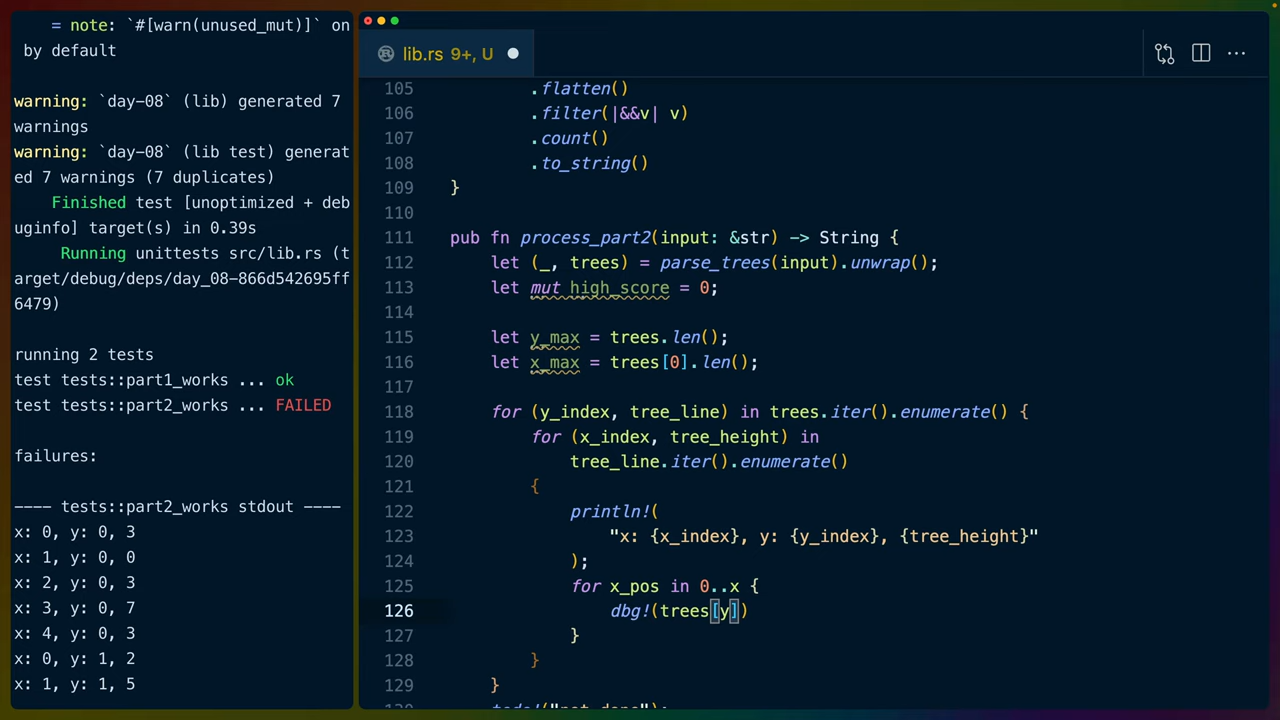 = note: `#[warn(unused_mut)]` on
by default
warning: `day-08` (lib) generated 7
warnings
warning: `day-08` (lib test) generat
ed 7 warnings (7 duplicates)
Finished test [unoptimized + deb
uginfo] target(s) in 0.39s
Running unittests src/lib.rs (t
arget/debug/deps/day_08-866d542695ff
6479)
running 2 tests
test tests::part1_works ... ok
test tests::part2_works ... FAILED
failures:
---- tests::part2_works stdout ----
x: 0, y: 0, 3
x: 1, y: 0, 0
x: 2, y: 0, 3
x: 3, y: 0, 7
x: 4, y: 0, 3
x: 0, y: 1, 2
x: 1, y: 1, 5
lib.rs 9+, U
105 .flatten()
106 .filter(|&&v| v)
107 .count()
108 .to_string()
109 }
110
111 pub fn process_part2(input: &str) -> String {
112 let (_, trees) = parse_trees(input).unwrap();
113 let mut high_score = 0;
114
115 let y_max = trees.len();
116 let x_max = trees[0].len();
117
118 for (y_index, tree_line) in trees.iter().enumerate() {
119 for (x_index, tree_height) in
120 tree_line.iter().enumerate()
121 {
122 println!(
123 "x: {x_index}, y: {y_index}, {tree_height}"
124 );
125 for x_pos in 0..x {
126 dbg!(trees[y])
127 }
128 }
129 }
130 todo!("not done");